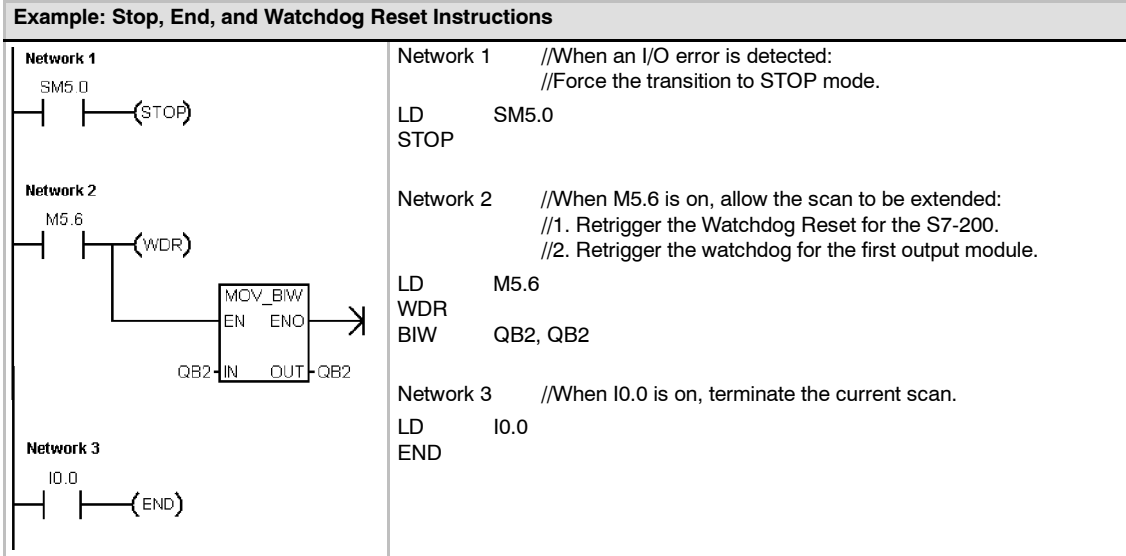 Example: Stop, End, and Watchdog Reset Instructions
Network 1
SM5.0
(STOP)
Network 2
M5.6
(WDR)
MOV_BIW
EN ENO
QB2 IN OUT QB2
Network 3
I0.0
(END)
Network 1 //When an I/O error is detected:
//Force the transition to STOP mode.
LD SM5.0
STOP
Network 2 //When M5.6 is on, allow the scan to be extended:
//1. Retrigger the Watchdog Reset for the S7-200.
//2. Retrigger the watchdog for the first output module.
LD M5.6
WDR
BIW QB2, QB2
Network 3 //When I0.0 is on, terminate the current scan.
LD I0.0
END